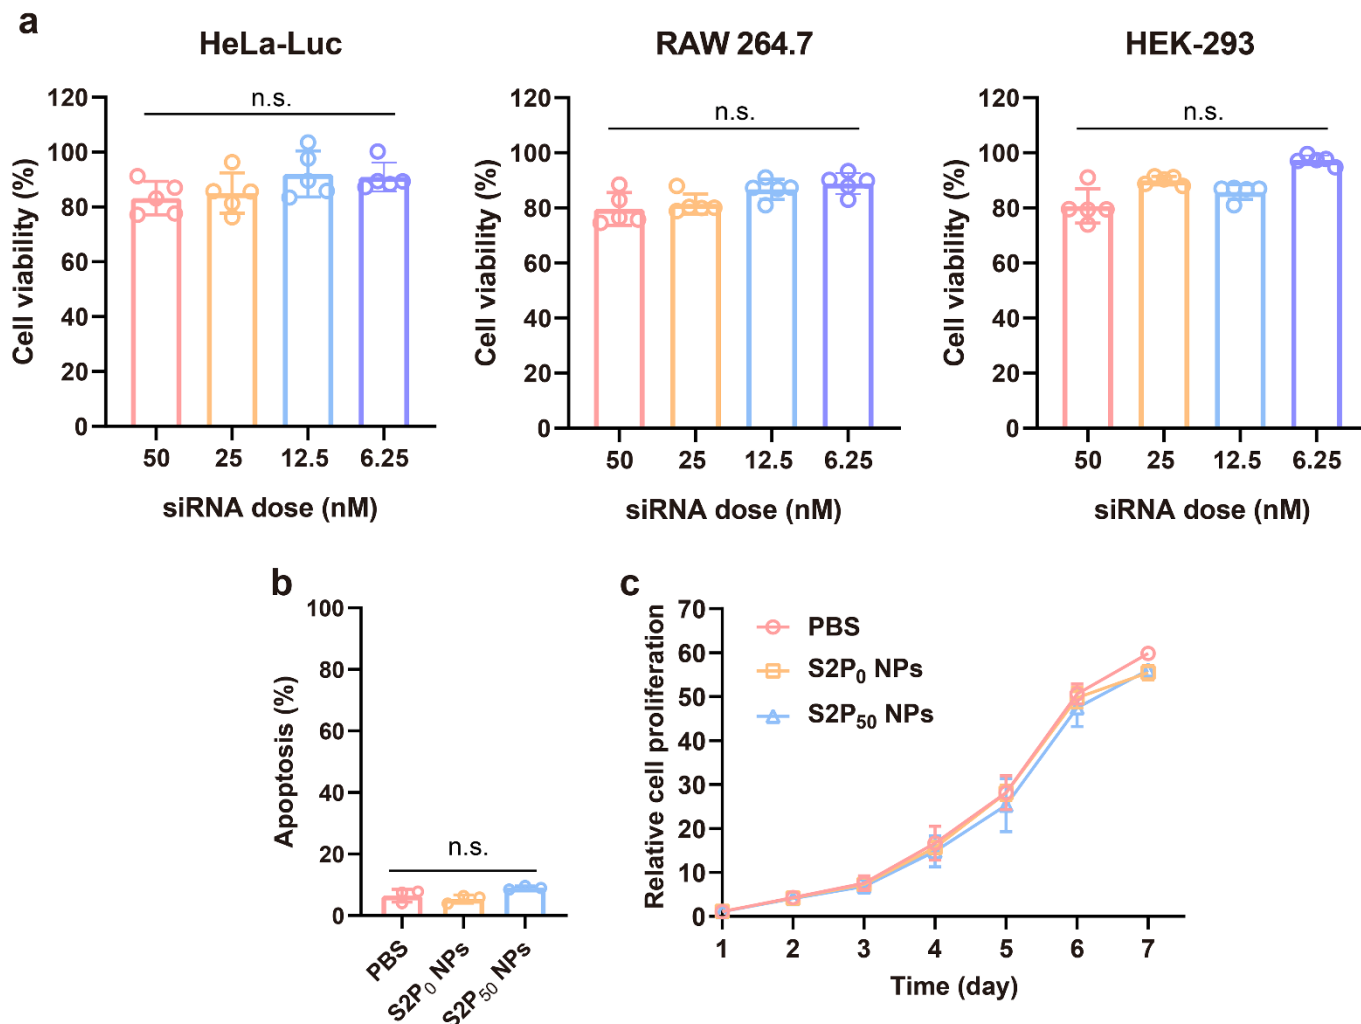 a
HeLa-Luc
RAW 264.7
HEK-293
Cell viability (%)
120
100
80
60
40
20
0
n.s.
50 25 12.5 6.25
siRNA dose (nM)
Cell viability (%)
120
100
80
60
40
20
0
n.s.
50 25 12.5 6.25
siRNA dose (nM)
Cell viability (%)
120
100
80
60
40
20
0
n.s.
50 25 12.5 6.25
siRNA dose (nM)
b
Apoptosis (%)
100
80
60
40
20
0
n.s.
PBS
S2P₀ NPs
S2P₅₀ NPs
c
Relative cell proliferation
70
60
50
40
30
20
10
0
PBS
S2P₀ NPs
S2P₅₀ NPs
1 2 3 4 5 6 7
Time (day)